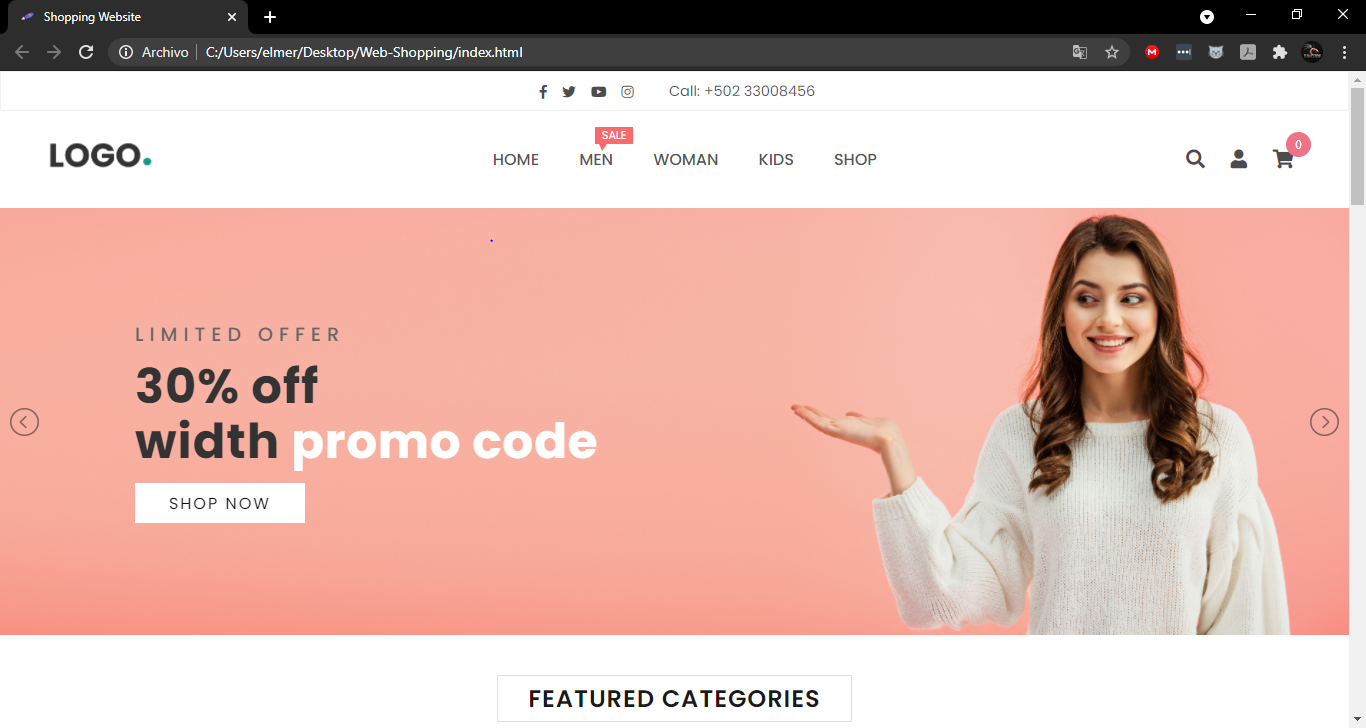 Shopping Website
Archivo C:/Users/elmer/Desktop/Web-Shopping/index.html
Call: +502 33008456
SALE
0
LOGO.
HOME MEN WOMAN KIDS SHOP
LIMITED OFFER
30% off
width promo code
SHOP NOW
FEATURED CATEGORIES